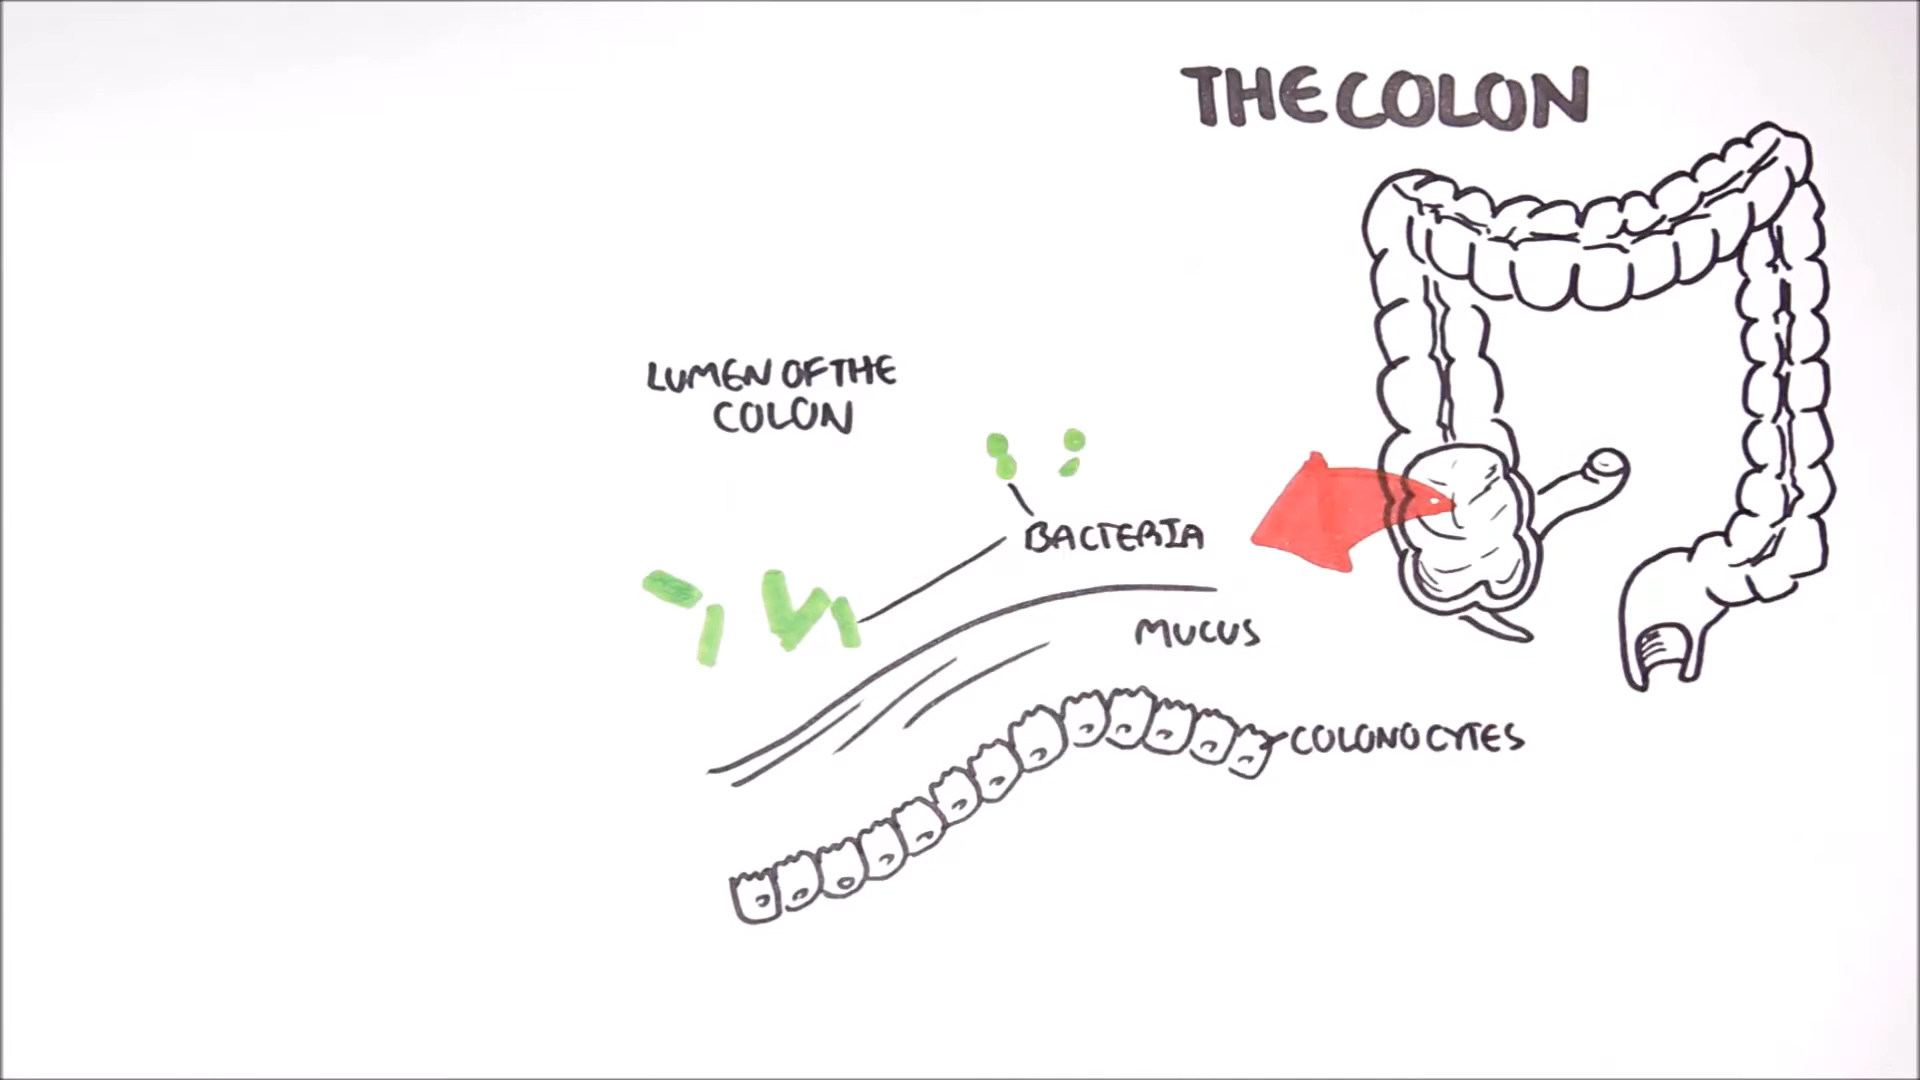 THE COLON
LUMEN OF THE
COLON
BACTERIA
MUCUS
COLONOCYTES